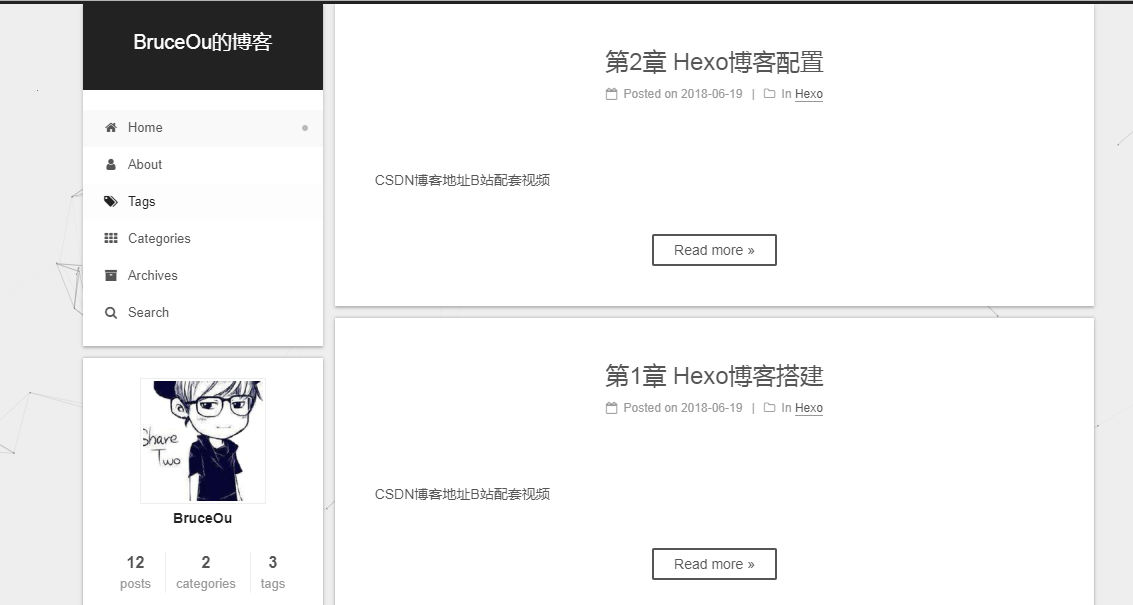 BruceOu的博客
Home
About
Tags
Categories
Archives
Search
Share
Two
BruceOu
12 2 3
posts categories tags
第2章 Hexo博客配置
Posted on 2018-06-19 | In Hexo
CSDN博客地址B站配套视频
Read more »
第1章 Hexo博客搭建
Posted on 2018-06-19 | In Hexo
CSDN博客地址B站配套视频
Read more »